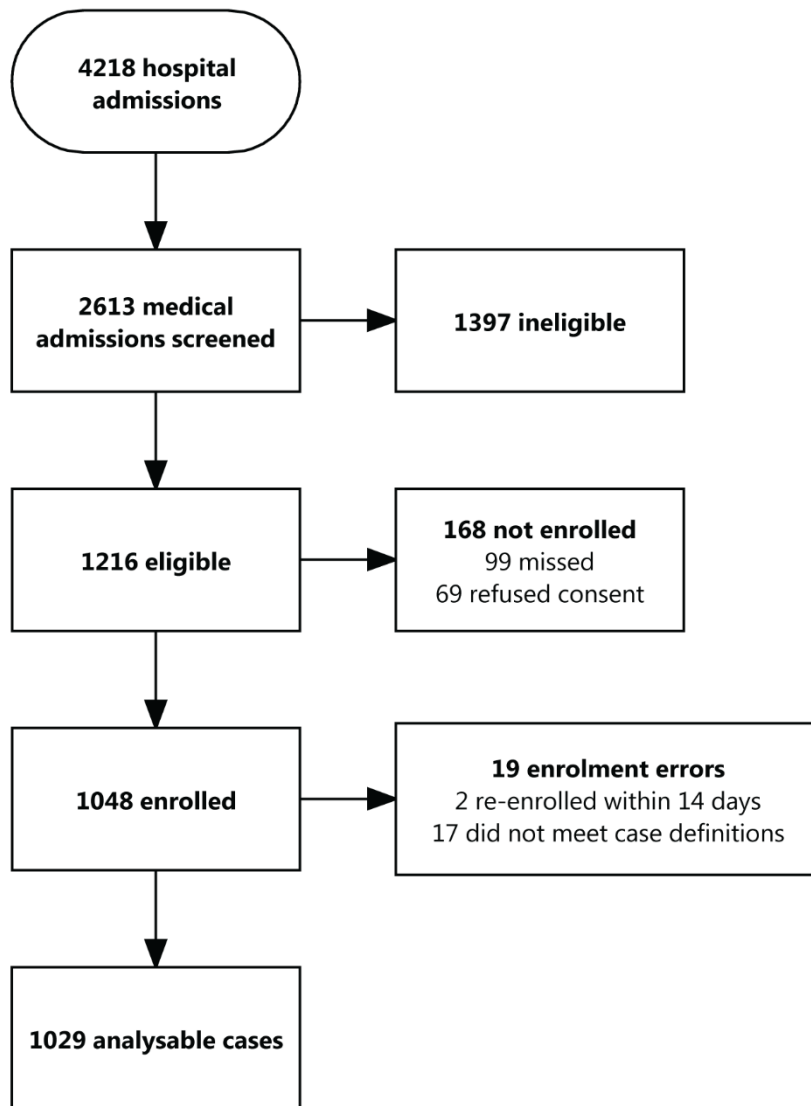 4218 hospital
admissions
2613 medical
admissions screened
1397 ineligible
1216 eligible
168 not enrolled
99 missed
69 refused consent
1048 enrolled
19 enrolment errors
2 re-enrolled within 14 days
17 did not meet case definitions
1029 analysable cases